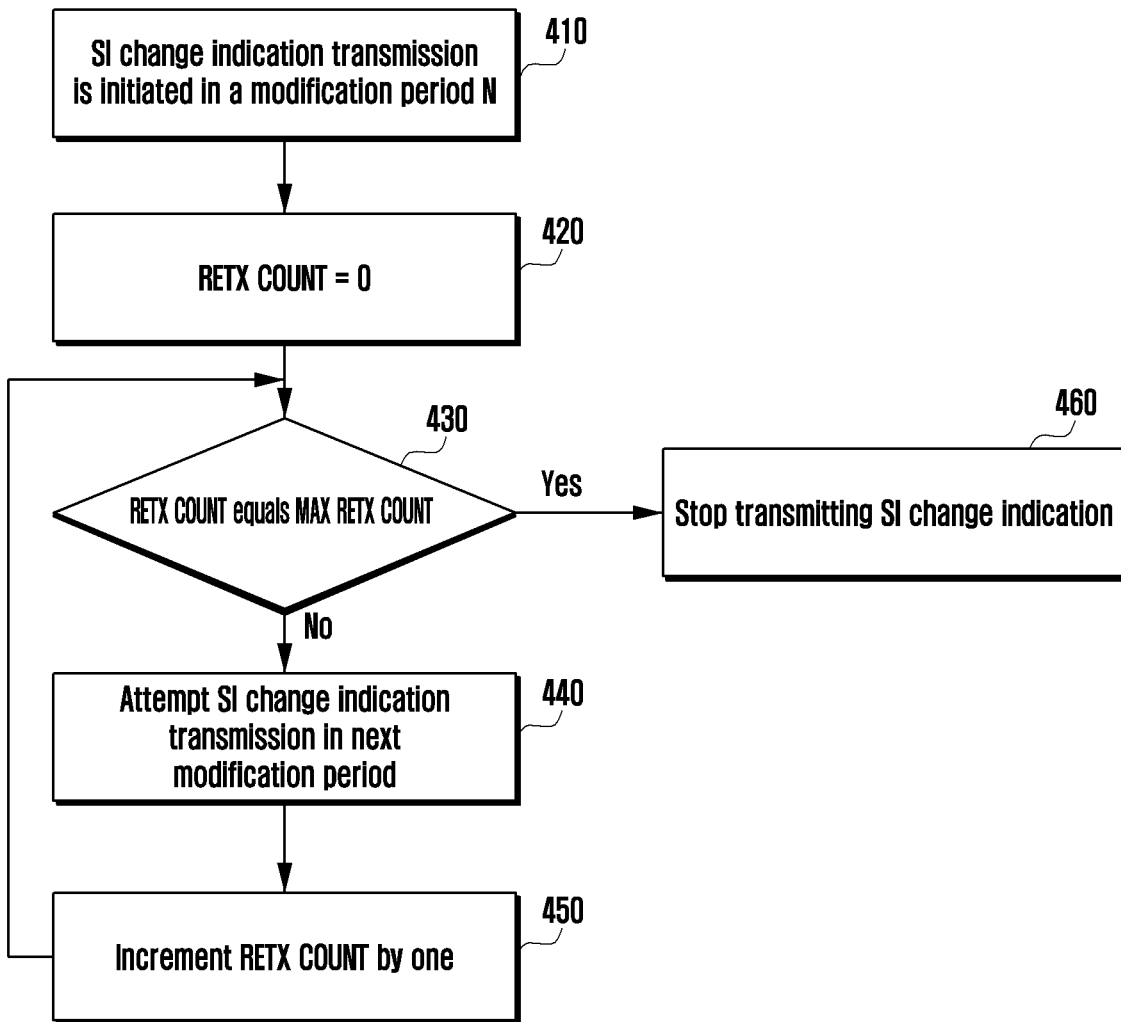 SI change indication transmission
is initiated in a modification period N
410
RETX COUNT = 0
420
RETX COUNT equals MAX RETX COUNT
430
Yes
Stop transmitting SI change indication
460
No
Attempt SI change indication
transmission in next
modification period
440
Increment RETX COUNT by one
450